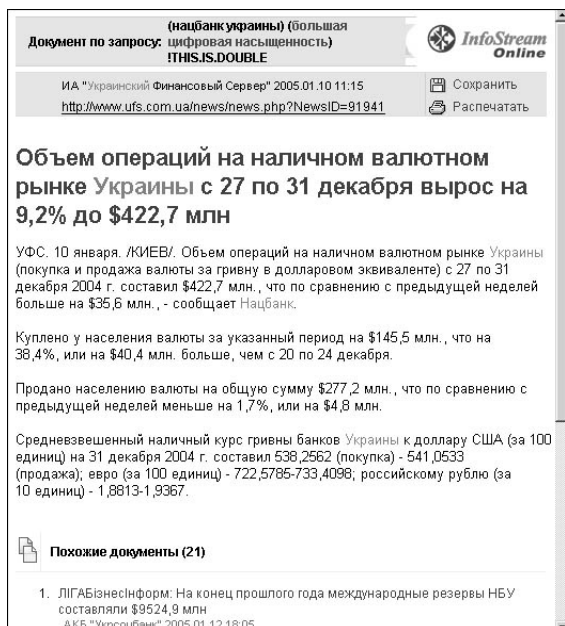 (нацбанк украины) (большая
Документ по запросу: цифровая насыщенность)
!THIS.IS.DOUBLE
InfoStream
Online
ИА "Украинский Финансовый Сервер" 2005.01.10 11:15
http://www.ufs.com.ua/news/news.php?NewsID=91941
Сохранить
Распечатать
Объем операций на наличном валютном
рынке Украины с 27 по 31 декабря вырос на
9,2% до $422,7 млн
УФС. 10 января. /КИЕВ/. Объем операций на наличном валютном рынке Украины
(покупка и продажа валюты за гривну в долларовом эквиваленте) с 27 по 31
декабря 2004 г. составил $422,7 млн., что по сравнению с предыдущей неделей
больше на $35,6 млн., - сообщает Нацбанк.
Куплено у населения валюты за указанный период на $145,5 млн., что на
38,4%, или на $40,4 млн. больше, чем с 20 по 24 декабря.
Продано населению валюты на общую сумму $277,2 млн., что по сравнению с
предыдущей неделей меньше на 1,7%, или на $4,8 млн.
Средневзвешенный наличный курс гривны банков Украины к доллару США (за 100
единиц) на 31 декабря 2004 г. составил 538,2562 (покупка) - 541,0533
(продажа); евро (за 100 единиц) - 722,5785-733,4098; российскому рублю (за
10 единиц) - 1,8813-1,9367.
Похожие документы (21)
1. ЛІГАБізнесІнформ: На конец прошлого года международные резервы НБУ
составляли $9524,9 млн
АКБ "Укрсоцбанк" 2005.01.12 18:05